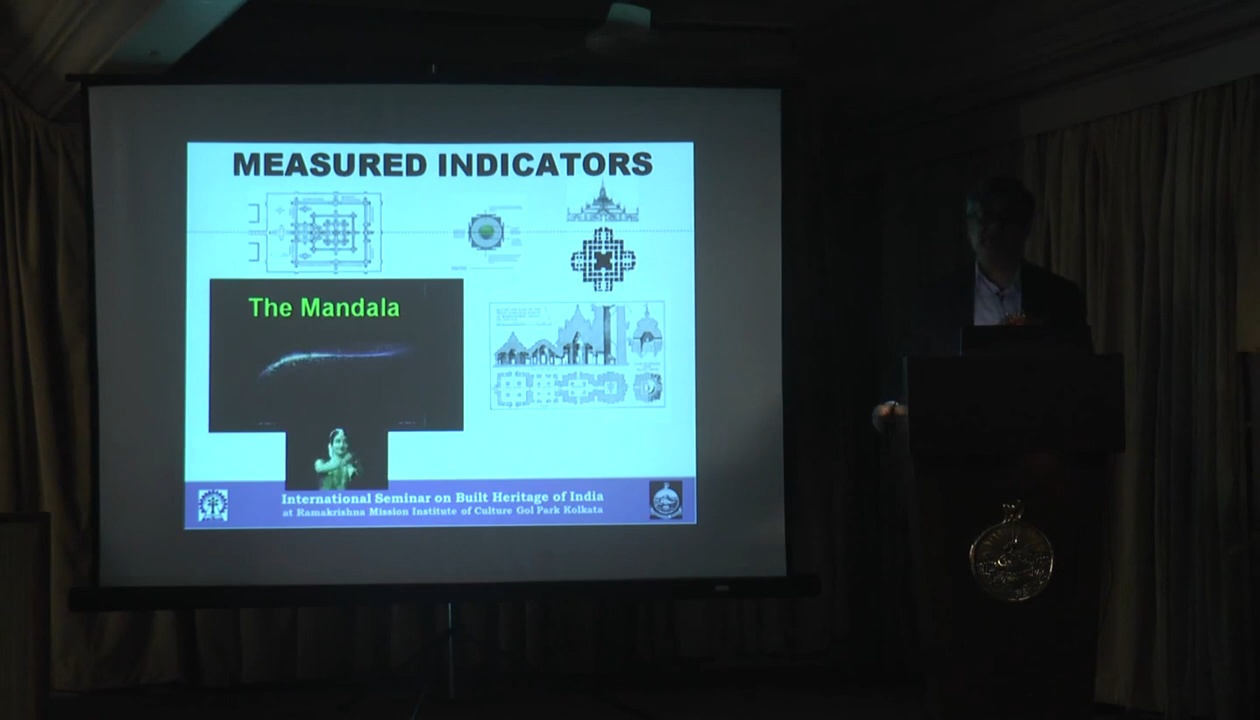 MEASURED INDICATORS
The Mandala
International Seminar on Built Heritage of India
at Ramakrishna Mission Institute of Culture Gol Park Kolkata